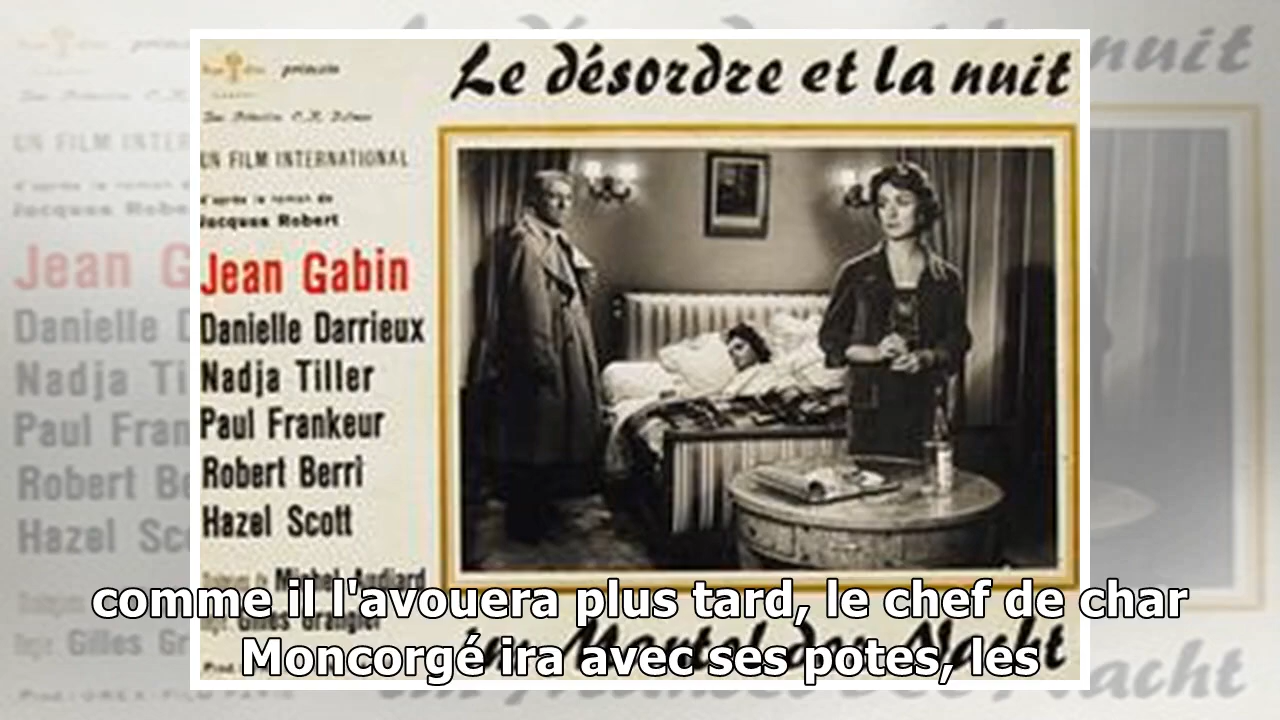 Le désordre et la nuit
UN FILM INTERNATIONAL
d'après le roman de
Jacques Robert
Jean Gabin
Danielle Darrieux
Nadja Tiller
Paul Frankeur
Robert Berri
Hazel Scott
Michel Audiard
Gilles Grangier
comme il l'avouera plus tard, le chef de char
Moncorgé ira avec ses potes, les